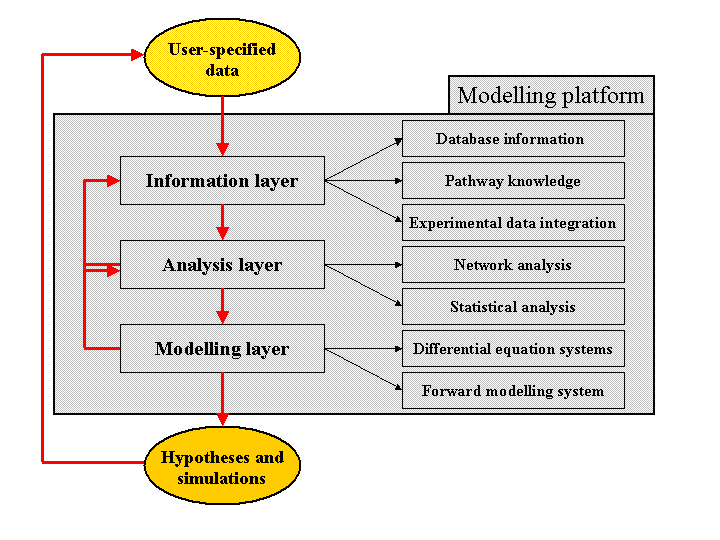 User-specified
data
Modelling platform
Database information
Information layer
Pathway knowledge
Experimental data integration
Analysis layer
Network analysis
Statistical analysis
Modelling layer
Differential equation systems
Forward modelling system
Hypotheses and
simulations